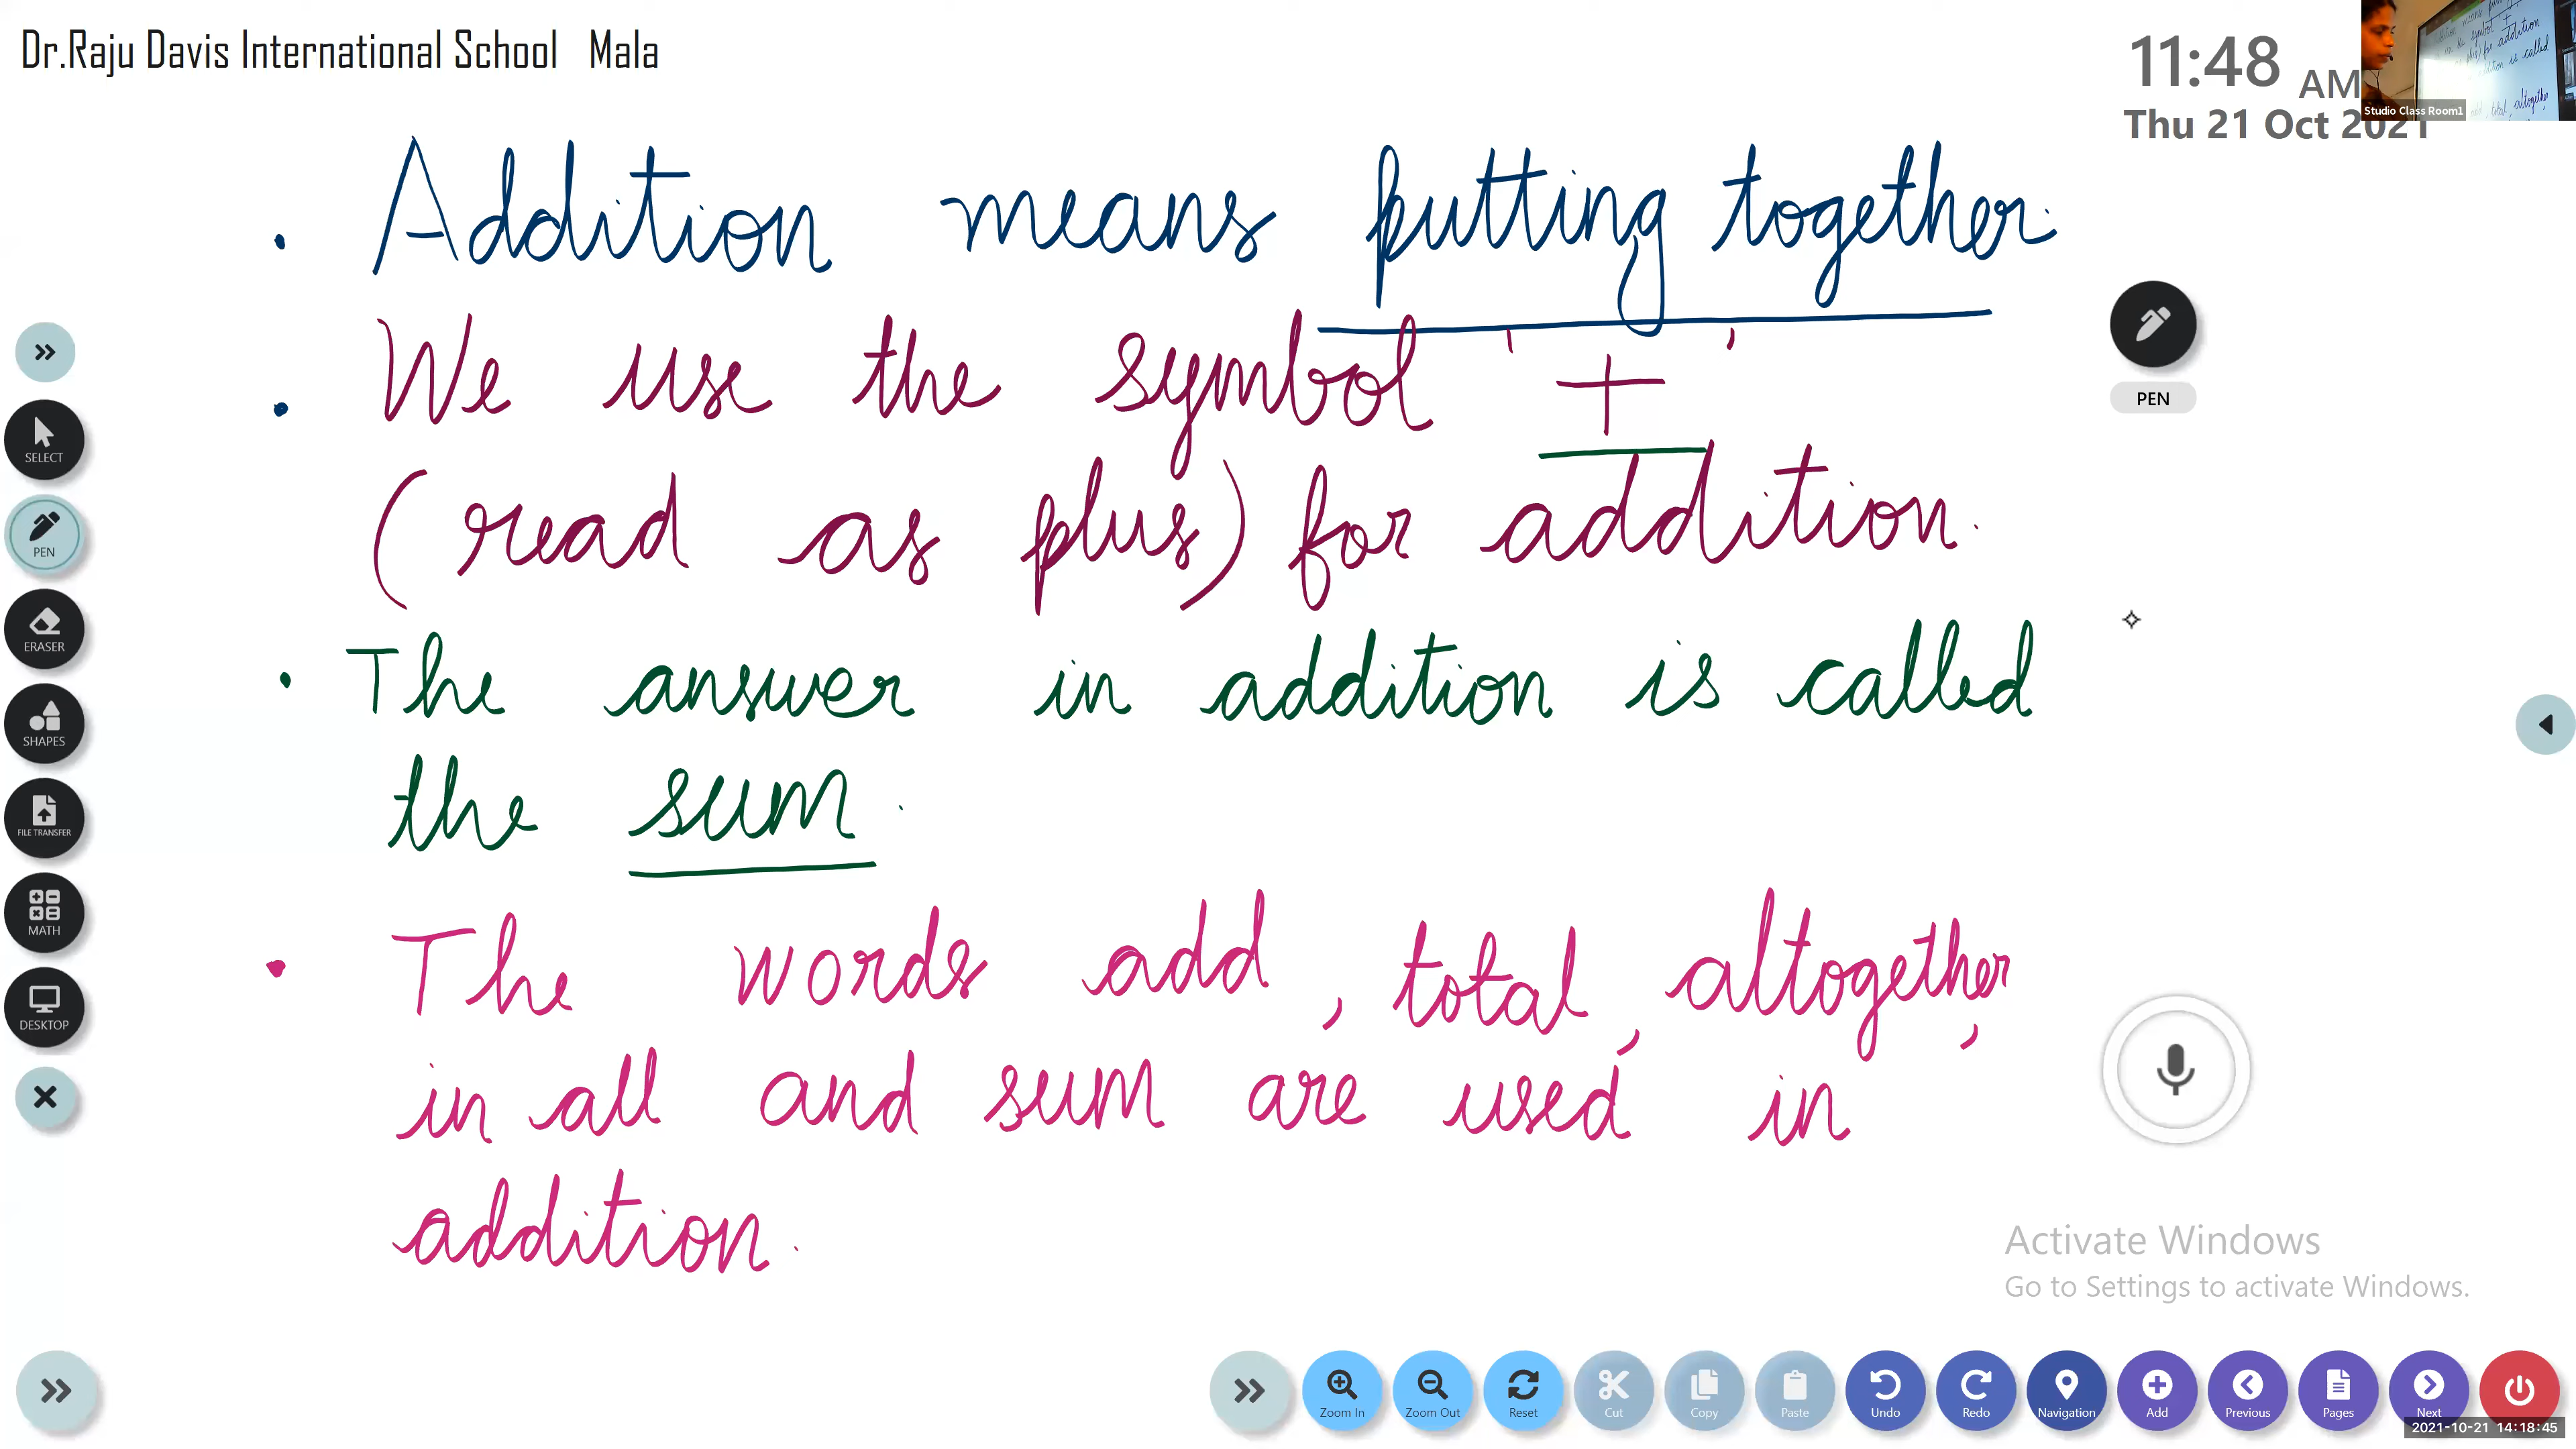 Dr.Raju Davis International School Mala
11:48 AM
Thu 21 Oct 2021
Studio Class Room1
• Addition means putting together.
• We use the symbol '+'
(read as plus) for addition.
• The answer in addition is called
the sum.
• The words add, total, altogether,
in all and sum are used in
addition.
SELECT
PEN
ERASER
SHAPES
FILE TRANSFER
MATH
DESKTOP
PEN
Activate Windows
Go to Settings to activate Windows.
Zoom In
Zoom Out
Reset
Cut
Copy
Paste
Undo
Redo
Navigation
Add
Previous
Pages
Next
2021-10-21 14:18:45